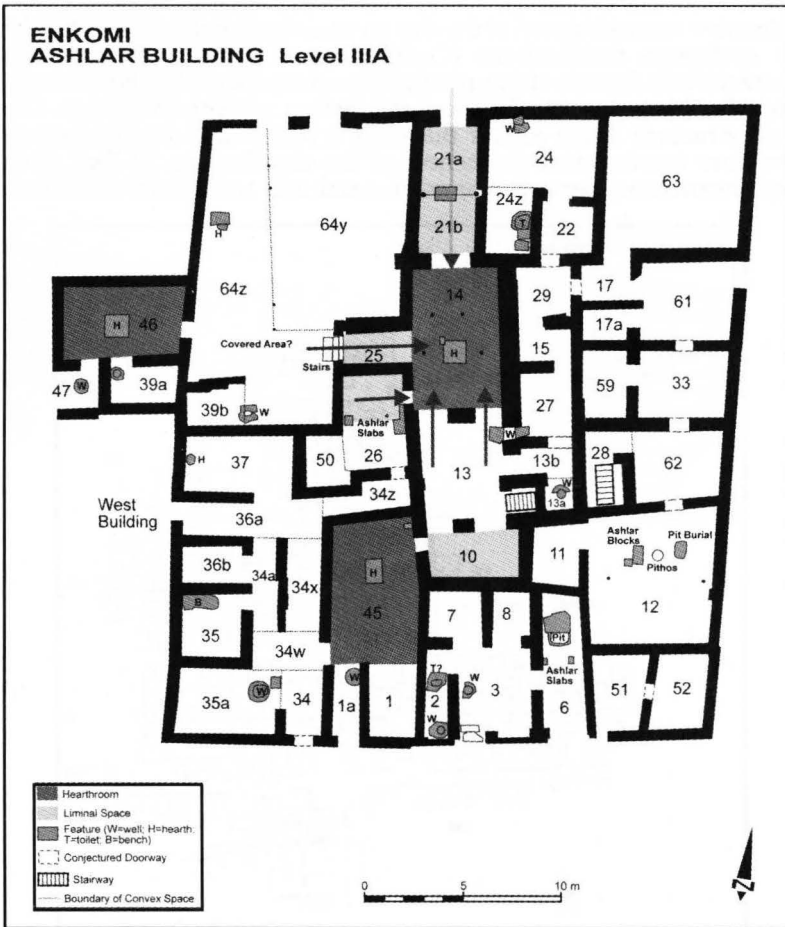 ENKOMI
ASHLAR BUILDING Level IIIA
W
21a
24
63
64y
24z
T
22
21b
H
64z
14
29
17
61
46
H
17a
Covered Area?
25
H
15
Stairs
47
W
39a
59
33
39b
W
Ashlar
Slabs
27
26
W
37
H
50
13
13b
28
62
34z
W
13a
West
Building
36a
Ashlar
Blocks
Pit Burial
10
11
Pithos
36b
34a
34x
H
12
B
45
7
8
35
Pit
34w
T?
W
Ashlar
Slabs
35a
W
34
W
1a
1
2
3
6
51
52
W
Hearthroom
Liminal Space
Feature (W=well; H=hearth;
T=toilet; B=bench)
Conjectured Doorway
Stairway
Boundary of Convex Space
0 5 10 m
Z